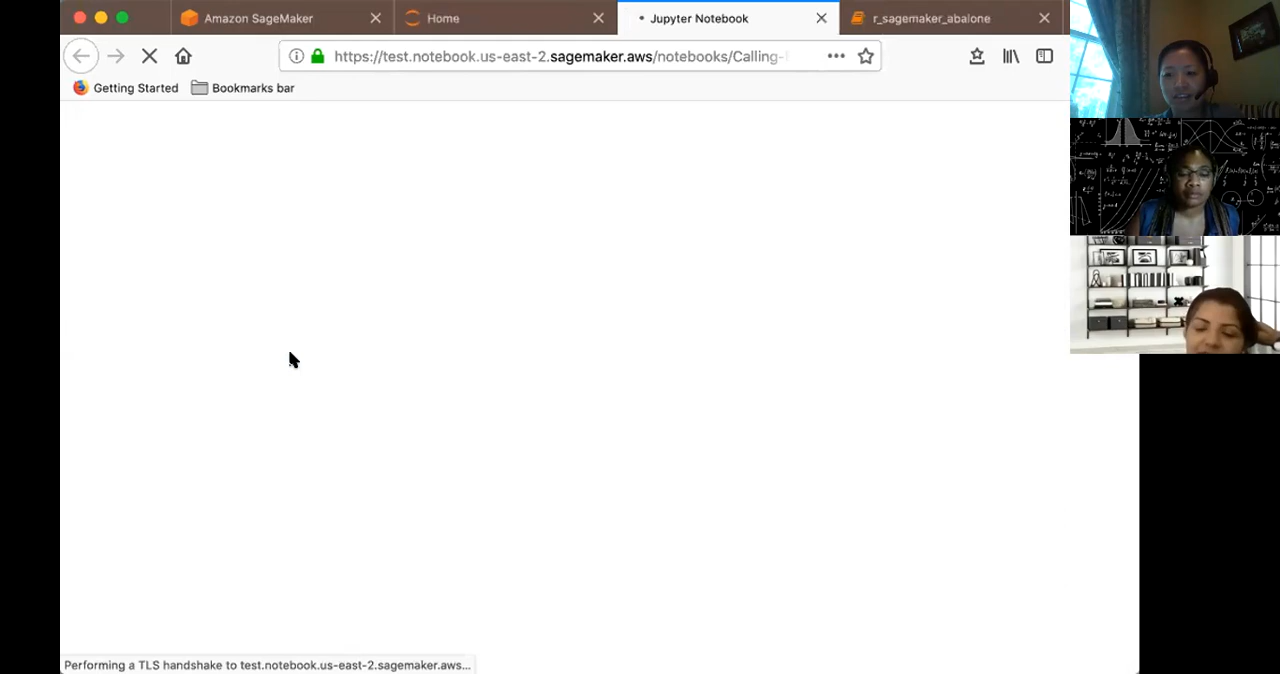 Amazon SageMaker
Home
Jupyter Notebook
r_sagemaker_abalone
https://test.notebook.us-east-2.sagemaker.aws/notebooks/Calling-
Getting Started
Bookmarks bar
Performing a TLS handshake to test.notebook.us-east-2.sagemaker.aws...